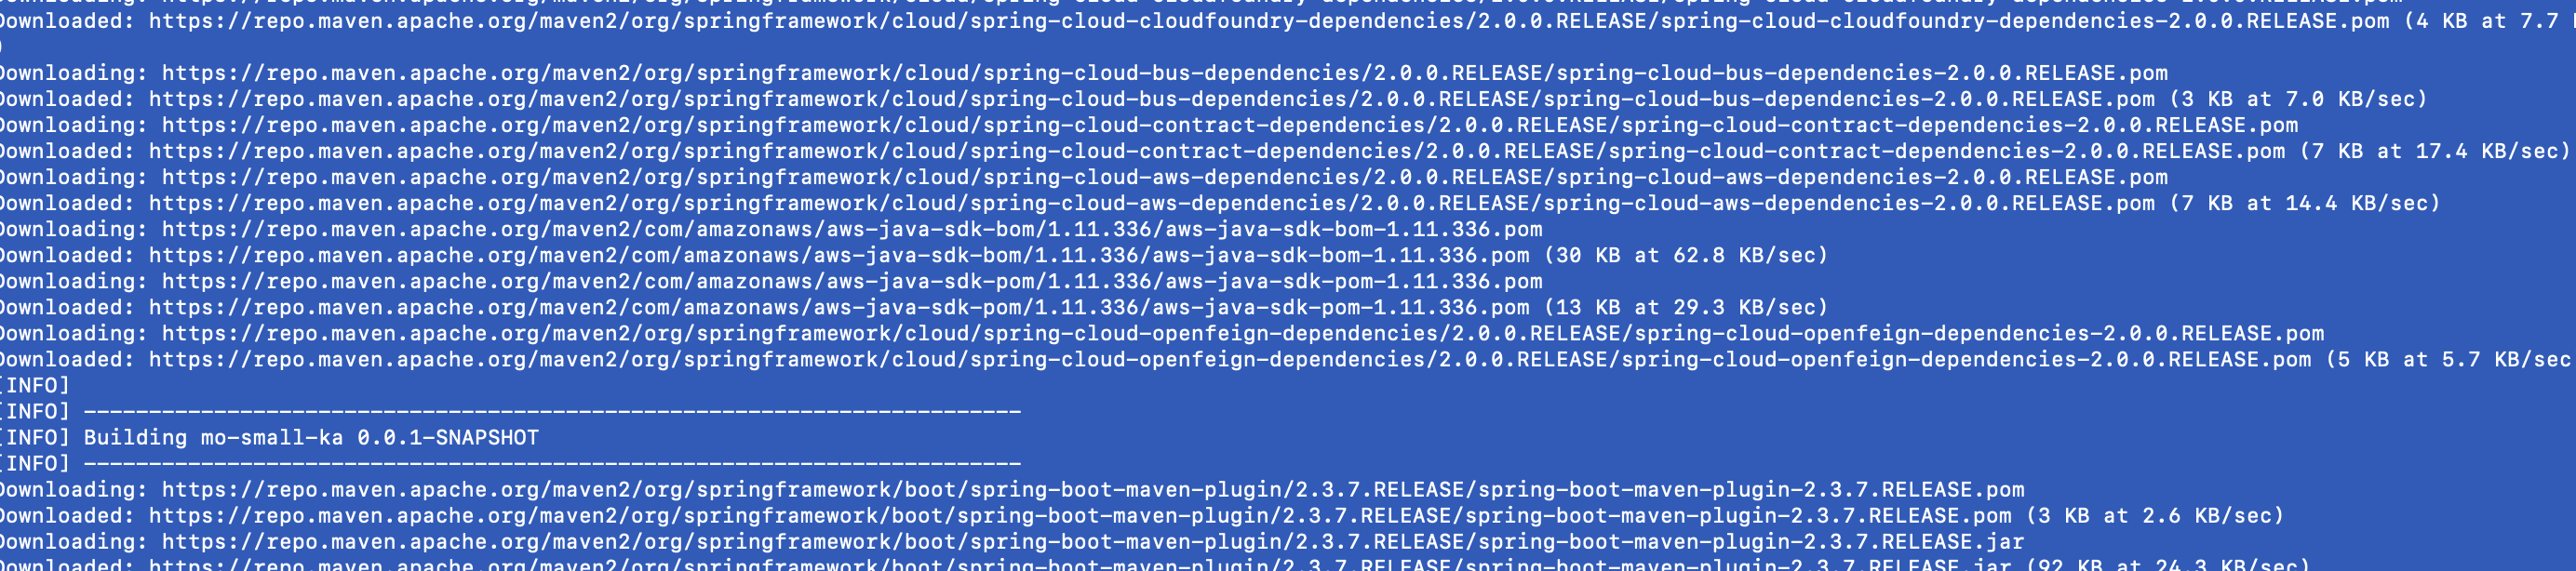 Downloaded: https://repo.maven.apache.org/maven2/org/springframework/cloud/spring-cloud-cloudfoundry-dependencies/2.0.0.RELEASE/spring-cloud-cloudfoundry-dependencies-2.0.0.RELEASE.pom (4 KB at 7.7
)
Downloading: https://repo.maven.apache.org/maven2/org/springframework/cloud/spring-cloud-bus-dependencies/2.0.0.RELEASE/spring-cloud-bus-dependencies-2.0.0.RELEASE.pom
Downloaded: https://repo.maven.apache.org/maven2/org/springframework/cloud/spring-cloud-bus-dependencies/2.0.0.RELEASE/spring-cloud-bus-dependencies-2.0.0.RELEASE.pom (3 KB at 7.0 KB/sec)
Downloading: https://repo.maven.apache.org/maven2/org/springframework/cloud/spring-cloud-contract-dependencies/2.0.0.RELEASE/spring-cloud-contract-dependencies-2.0.0.RELEASE.pom
Downloaded: https://repo.maven.apache.org/maven2/org/springframework/cloud/spring-cloud-contract-dependencies/2.0.0.RELEASE/spring-cloud-contract-dependencies-2.0.0.RELEASE.pom (7 KB at 17.4 KB/sec)
Downloading: https://repo.maven.apache.org/maven2/org/springframework/cloud/spring-cloud-aws-dependencies/2.0.0.RELEASE/spring-cloud-aws-dependencies-2.0.0.RELEASE.pom
Downloaded: https://repo.maven.apache.org/maven2/org/springframework/cloud/spring-cloud-aws-dependencies/2.0.0.RELEASE/spring-cloud-aws-dependencies-2.0.0.RELEASE.pom (7 KB at 14.4 KB/sec)
Downloading: https://repo.maven.apache.org/maven2/com/amazonaws/aws-java-sdk-bom/1.11.336/aws-java-sdk-bom-1.11.336.pom
Downloaded: https://repo.maven.apache.org/maven2/com/amazonaws/aws-java-sdk-bom/1.11.336/aws-java-sdk-bom-1.11.336.pom (30 KB at 62.8 KB/sec)
Downloading: https://repo.maven.apache.org/maven2/com/amazonaws/aws-java-sdk-pom/1.11.336/aws-java-sdk-pom-1.11.336.pom
Downloaded: https://repo.maven.apache.org/maven2/com/amazonaws/aws-java-sdk-pom/1.11.336/aws-java-sdk-pom-1.11.336.pom (13 KB at 29.3 KB/sec)
Downloading: https://repo.maven.apache.org/maven2/org/springframework/cloud/spring-cloud-openfeign-dependencies/2.0.0.RELEASE/spring-cloud-openfeign-dependencies-2.0.0.RELEASE.pom
Downloaded: https://repo.maven.apache.org/maven2/org/springframework/cloud/spring-cloud-openfeign-dependencies/2.0.0.RELEASE/spring-cloud-openfeign-dependencies-2.0.0.RELEASE.pom (5 KB at 5.7 KB/sec
[INFO]
[INFO] ------------------------------------------------------------------------
[INFO] Building mo-small-ka 0.0.1-SNAPSHOT
[INFO] ------------------------------------------------------------------------
Downloading: https://repo.maven.apache.org/maven2/org/springframework/boot/spring-boot-maven-plugin/2.3.7.RELEASE/spring-boot-maven-plugin-2.3.7.RELEASE.pom
Downloaded: https://repo.maven.apache.org/maven2/org/springframework/boot/spring-boot-maven-plugin/2.3.7.RELEASE/spring-boot-maven-plugin-2.3.7.RELEASE.pom (3 KB at 2.6 KB/sec)
Downloading: https://repo.maven.apache.org/maven2/org/springframework/boot/spring-boot-maven-plugin/2.3.7.RELEASE/spring-boot-maven-plugin-2.3.7.RELEASE.jar
Downloaded: https://repo.maven.apache.org/maven2/org/springframework/boot/spring-boot-maven-plugin/2.3.7.RELEASE/spring-boot-maven-plugin-2.3.7.RELEASE.jar (92 KB at 24.3 KB/sec)